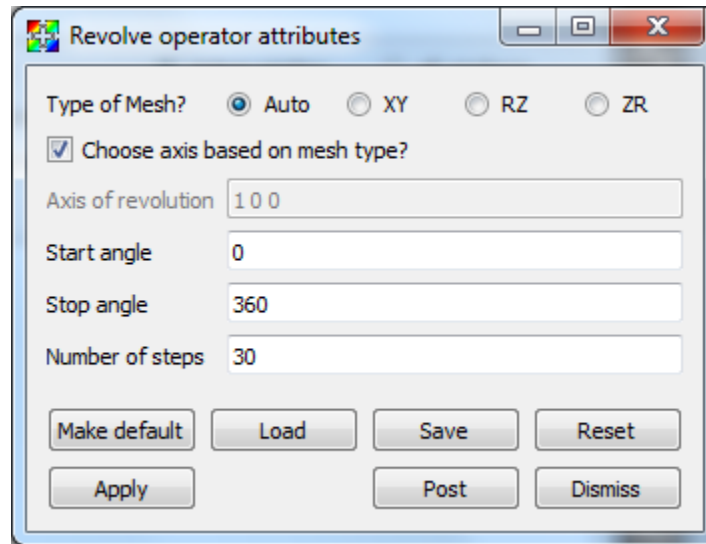 Revolve operator attributes
Type of Mesh? Auto XY RZ ZR
Choose axis based on mesh type?
Axis of revolution 1 0 0
Start angle 0
Stop angle 360
Number of steps 30
Make default Load Save Reset
Apply Post Dismiss